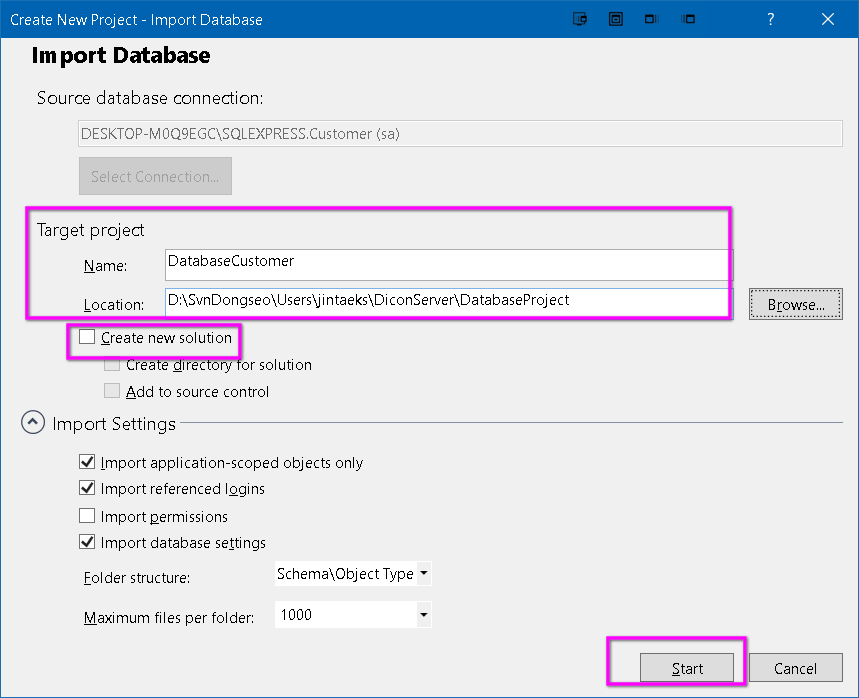 Create New Project - Import Database
?
Import Database
Source database connection:
DESKTOP-M0Q9EGC\SQLEXPRESS.Customer (sa)
Select Connection...
Target project
Name: DatabaseCustomer
Location: D:\SvnDongseo\Users\jintaeks\DiconServer\DatabaseProject Browse...
Create new solution
Create directory for solution
Add to source control
Import Settings
Import application-scoped objects only
Import referenced logins
Import permissions
Import database settings
Folder structure: Schema\Object Type
Maximum files per folder: 1000
Start Cancel